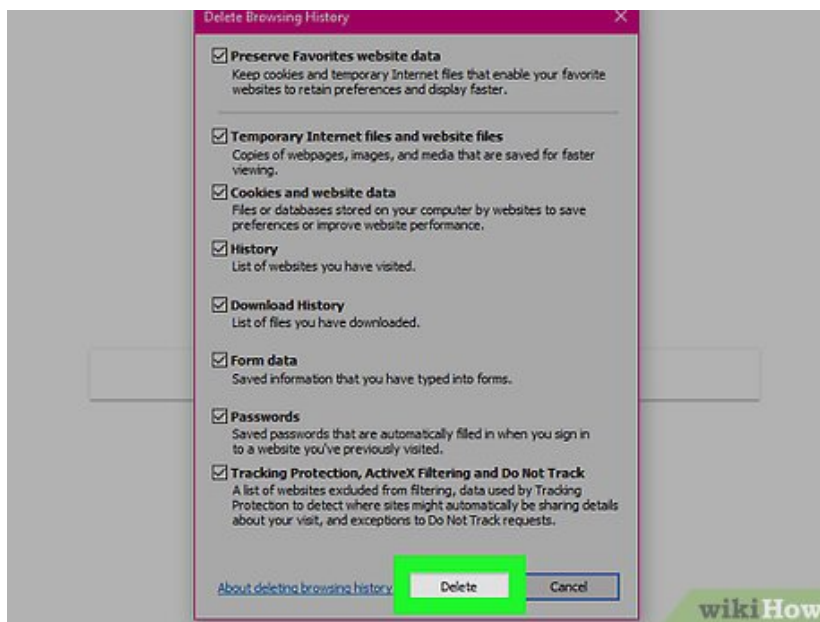 Delete Browsing History
Preserve Favorites website data
Keep cookies and temporary Internet files that enable your favorite
websites to retain preferences and display faster.
Temporary Internet files and website files
Copies of webpages, images, and media that are saved for faster
viewing.
Cookies and website data
Files or databases stored on your computer by websites to save
preferences or improve website performance.
History
List of websites you have visited.
Download History
List of files you have downloaded.
Form data
Saved information that you have typed into forms.
Passwords
Saved passwords that are automatically filled in when you sign in
to a website you've previously visited.
Tracking Protection, ActiveX Filtering and Do Not Track
A list of websites excluded from filtering, data used by Tracking
Protection to detect where sites might automatically be sharing details
about your visit, and exceptions to Do Not Track requests.
About deleting browsing history Delete Cancel
wikiHow